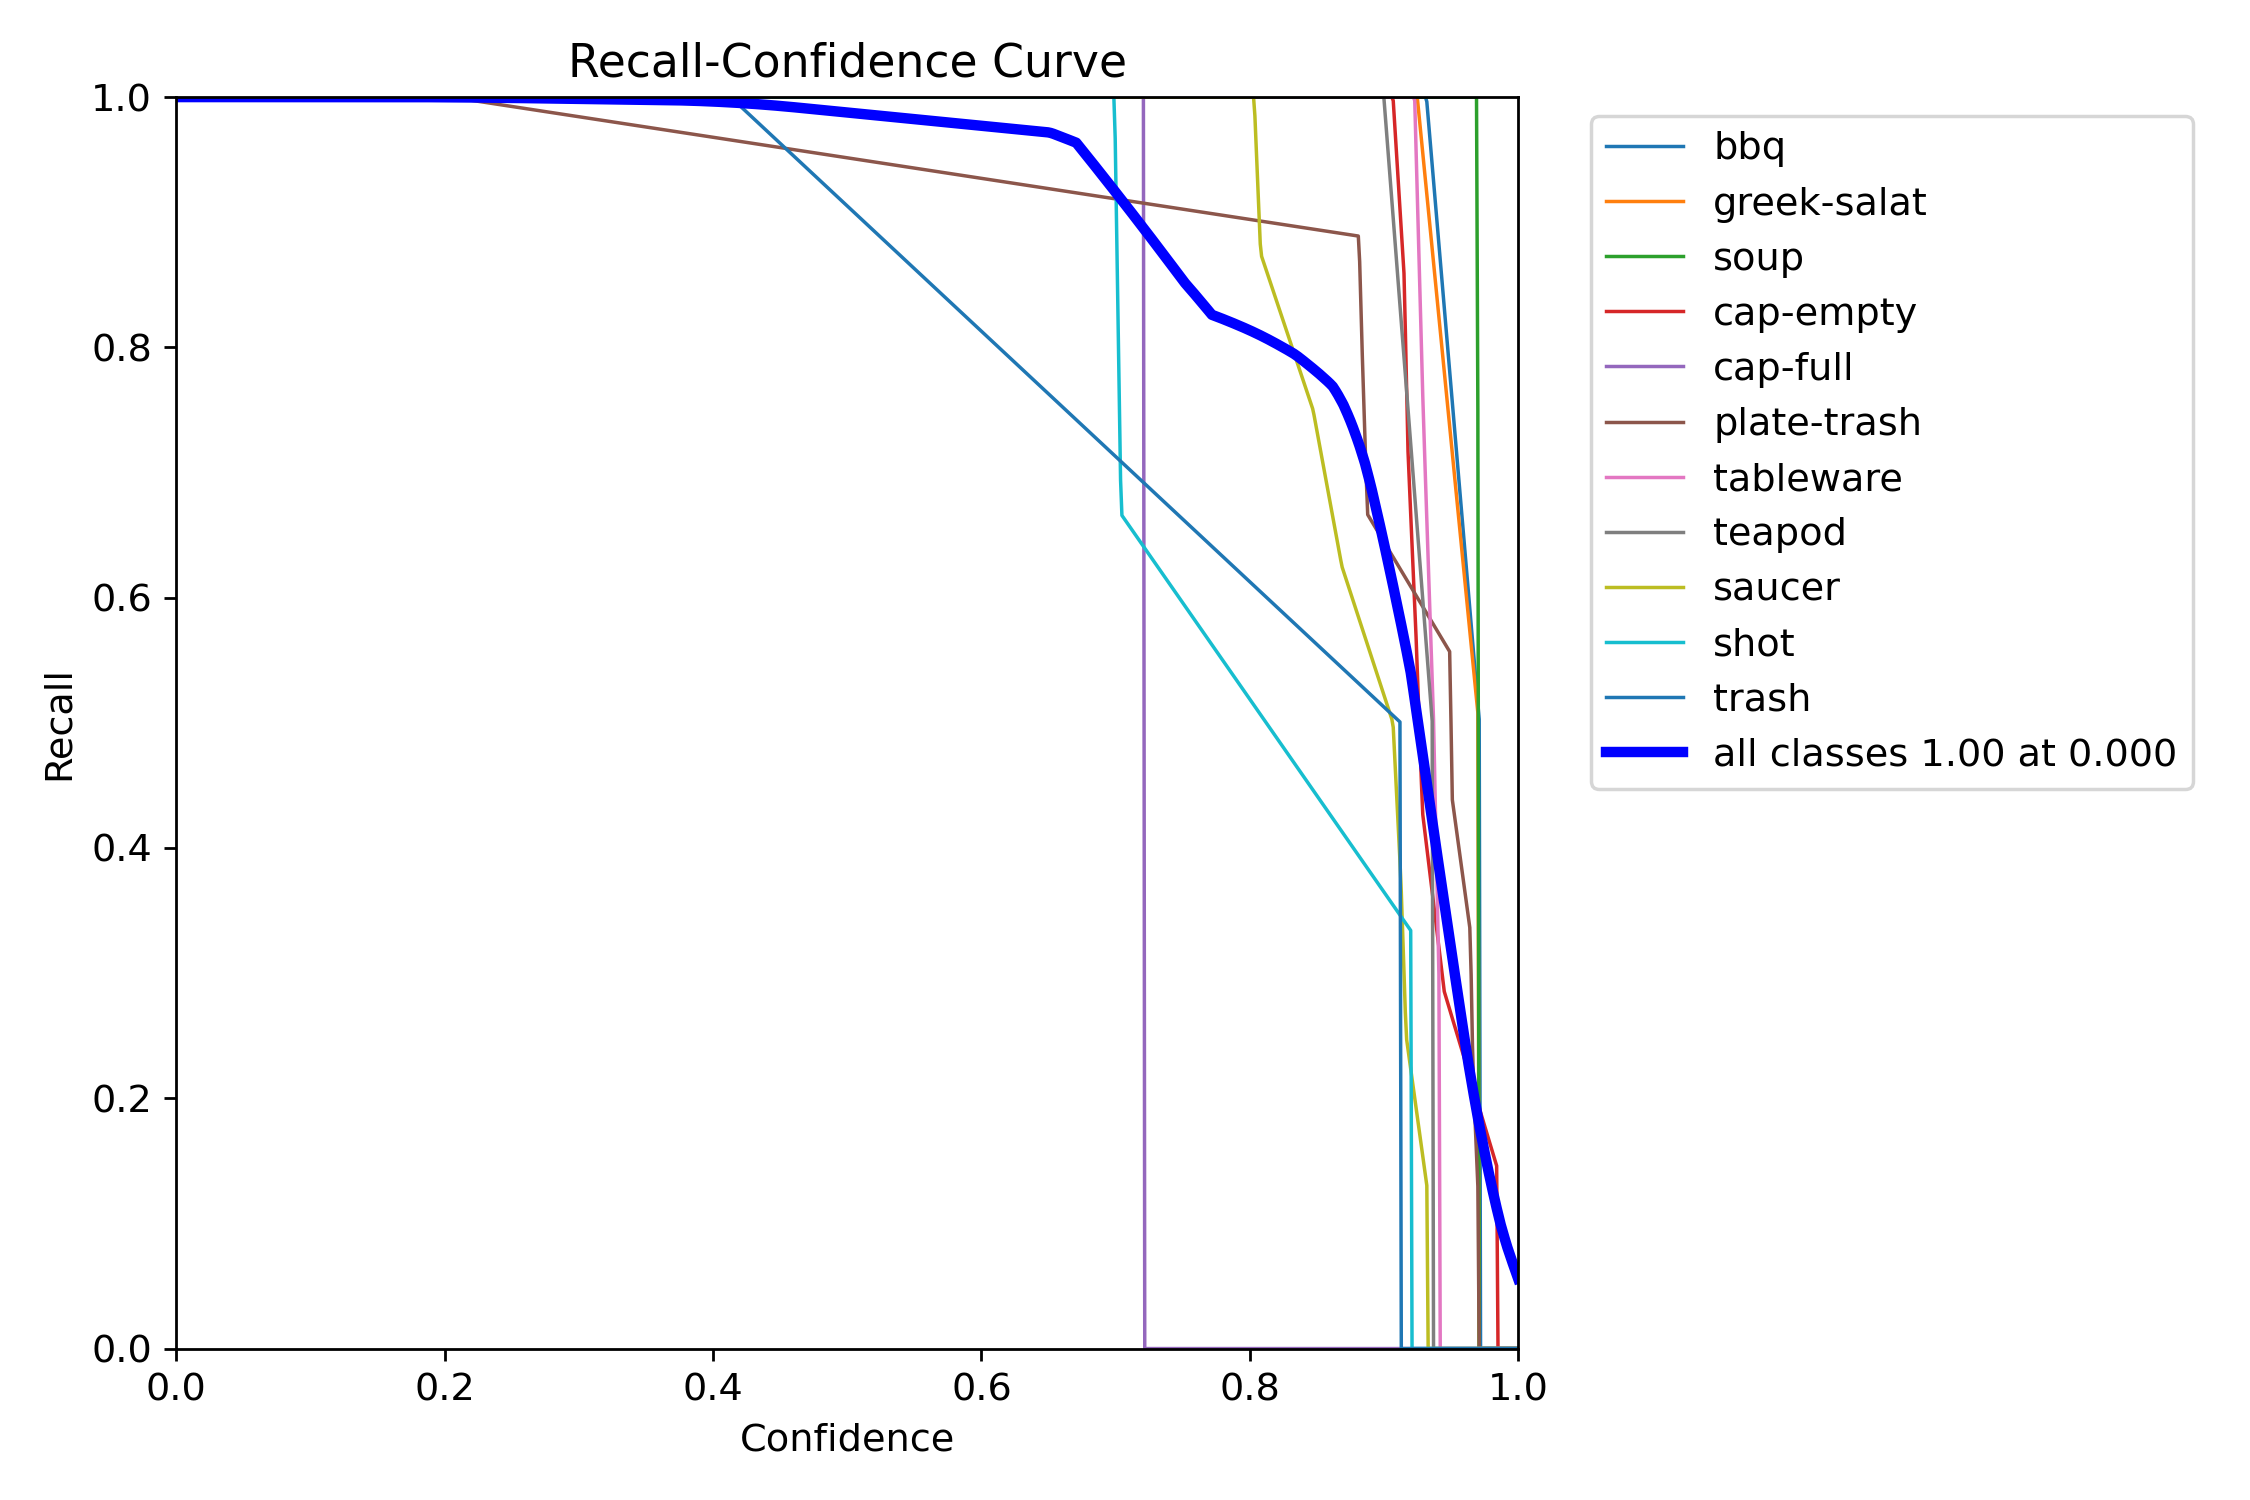 Recall-Confidence Curve
1.0
0.8
0.6
0.4
0.2
0.0
Recall
0.0 0.2 0.4 0.6 0.8 1.0
Confidence
bbq
greek-salat
soup
cap-empty
cap-full
plate-trash
tableware
teapod
saucer
shot
trash
all classes 1.00 at 0.000